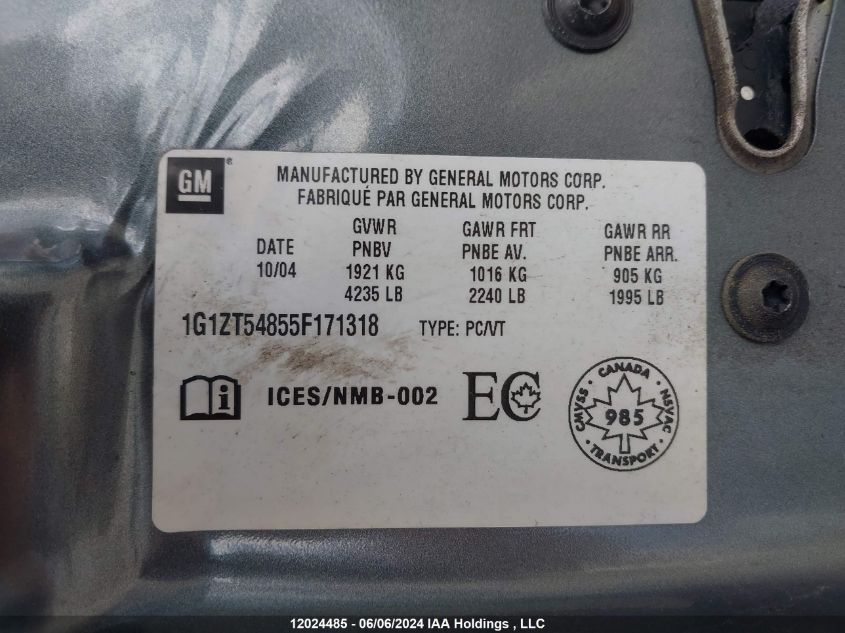 GM ®
MANUFACTURED BY GENERAL MOTORS CORP.
FABRIQUÉ PAR GENERAL MOTORS CORP.
GVWR GAWR FRT GAWR RR
DATE PNBV PNBE AV. PNBE ARR.
10/04 1921 KG 1016 KG 905 KG
4235 LB 2240 LB 1995 LB
1G1ZT54855F171318 TYPE: PC/VT
i ICES/NMB-002 EC
CANADA
CMVSS 985 NSVAC
TRANSPORT
12024485 - 06/06/2024 IAA Holdings , LLC